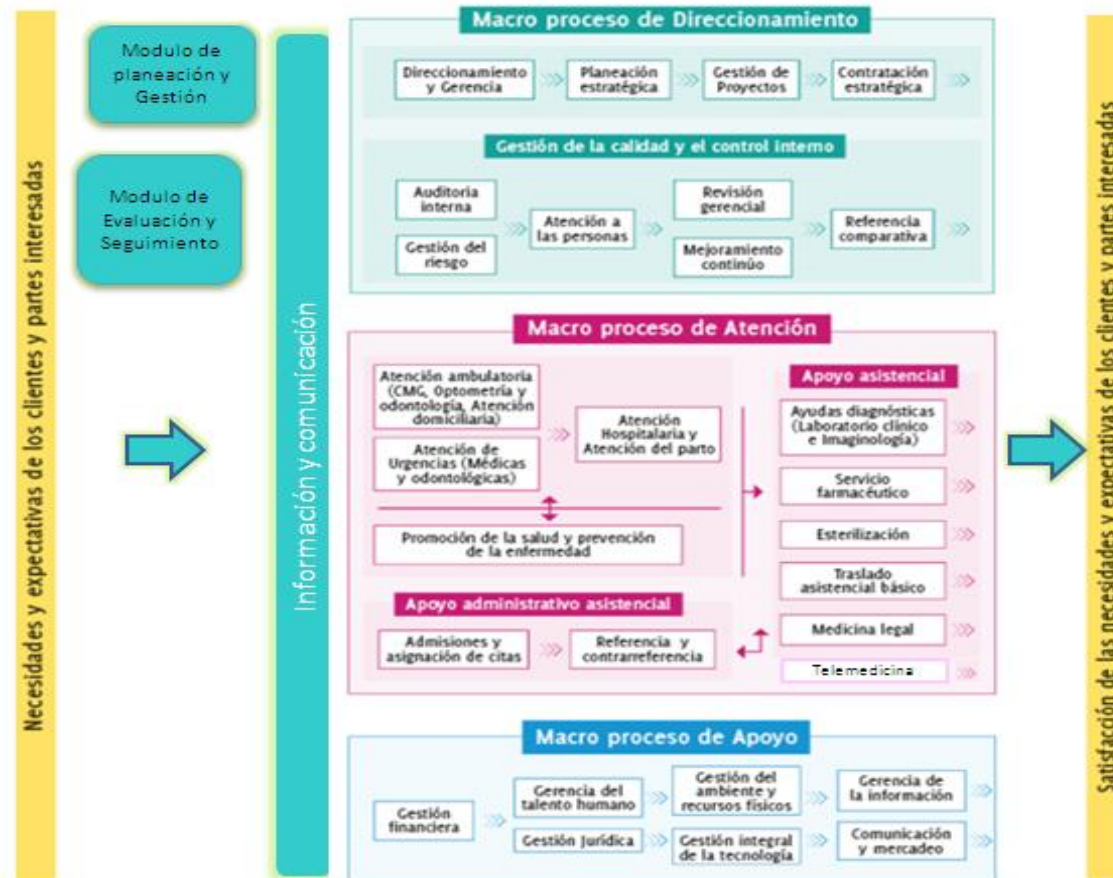 Necesidades y expectativas de los clientes y partes interesadas
Modulo de
planeación y
Gestión
Modulo de
Evaluación y
Seguimiento
Información y comunicación
Macro proceso de Direccionamiento
Direccionamiento
y Gerencia
Planeación
estratégica
Gestión de
Proyectos
Contratación
estratégica
Gestión de la calidad y el control interno
Auditoria
interna
Gestión del
riesgo
Atención a
las personas
Revisión
gerencial
Mejoramiento
continúo
Referencia
comparativa
Macro proceso de Atención
Atención ambulatoria
(CMG, Optometría y
odontología, Atención
domiciliaria)
Atención de
Urgencias (Médicas
y odontológicas)
Atención
Hospitalaria y
Atención del parto
Promoción de la salud y prevención
de la enfermedad
Apoyo administrativo asistencial
Admisiones y
asignación de citas
Referencia y
contrarreferencia
Apoyo asistencial
Ayudas diagnósticas
(Laboratorio clínico
e Imaginología)
Servicio
farmacéutico
Esterilización
Traslado
asistencial básico
Medicina legal
Telemedicina
Macro proceso de Apoyo
Gestión
financiera
Gerencia del
talento humano
Gestión del
ambiente y
recursos físicos
Gerencia de
la información
Gestión Jurídica
Gestión integral
de la tecnología
Comunicación
y mercadeo
Satisfacción de las necesidades y expectativas de los clientes y partes interesadas